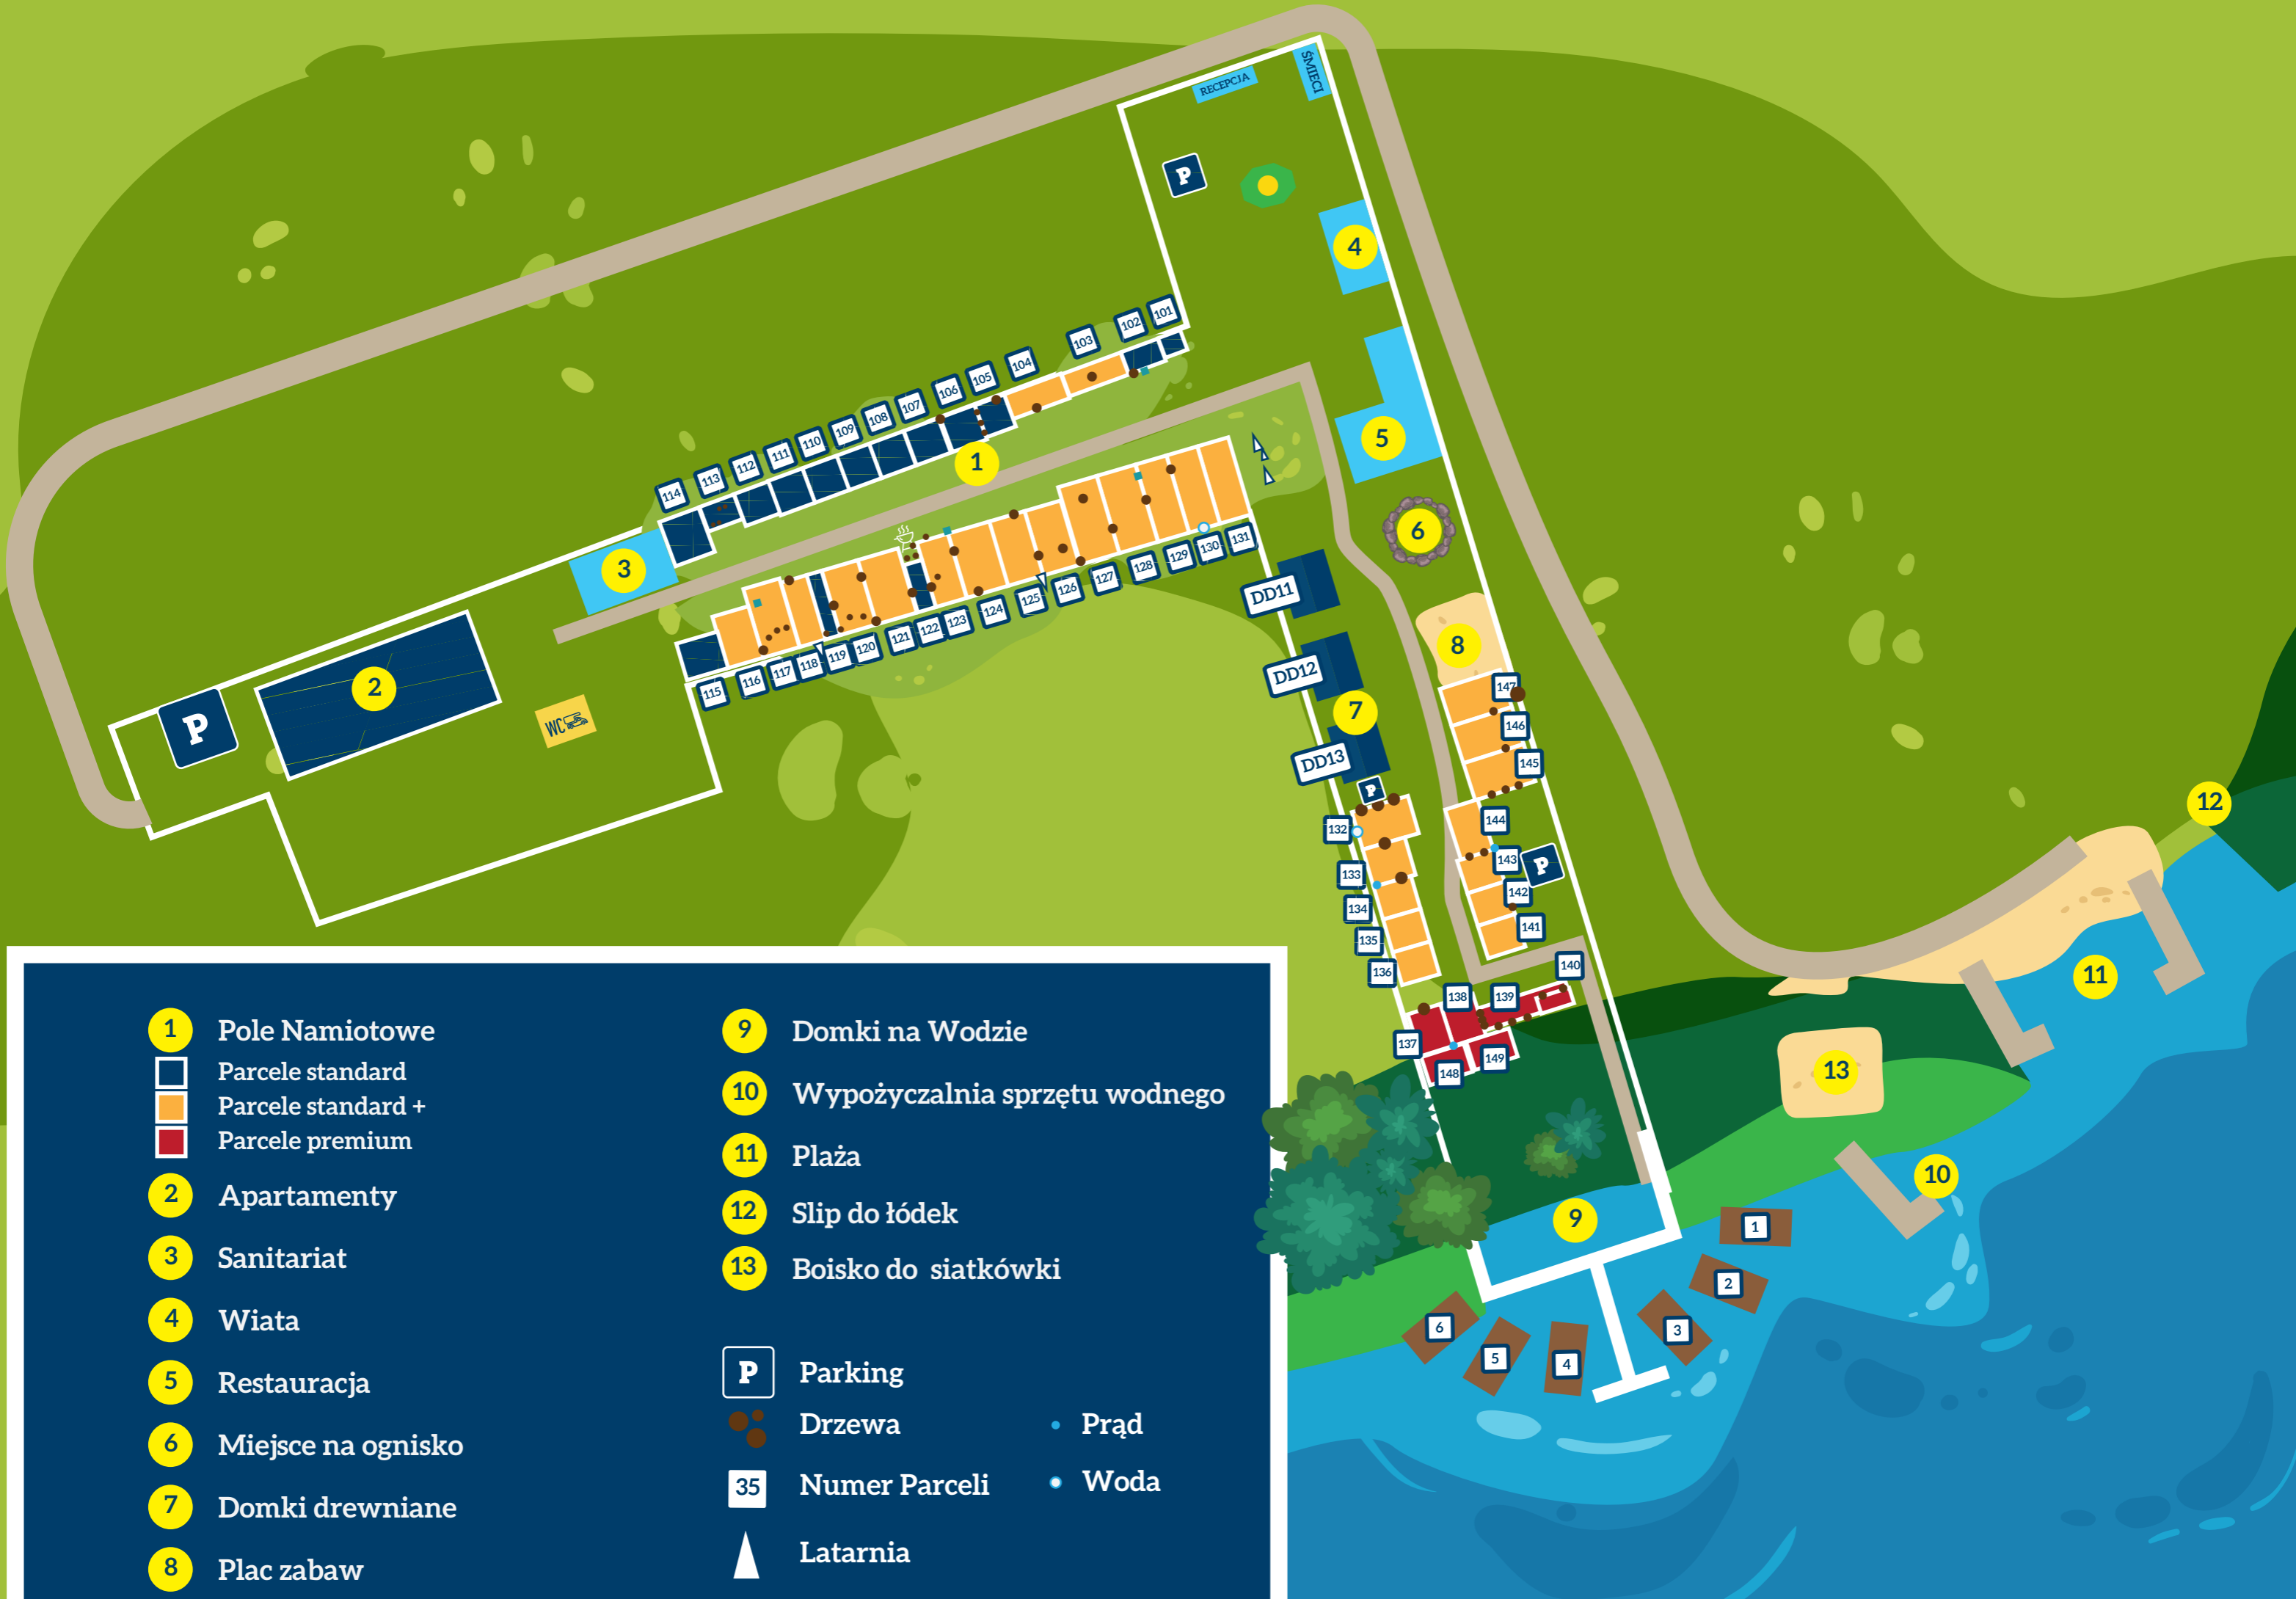 RECEPCJA
ŚMIECI
P
4
101
102
103
104
105
106
107
108
109
110
111
112
113
114
1
5
3
6
131
130
129
128
127
126
125
124
123
122
121
120
119
118
117
116
115
DD11
DD12
DD13
8
7
2
P
WC
P
147
146
145
144
143
P
142
141
140
132
133
134
135
136
138
139
137
148
149
12
11
13
10
9
1
2
3
4
5
6
1 Pole Namiotowe
Parcele standard
Parcele standard +
Parcele premium
2 Apartamenty
3 Sanitariat
4 Wiata
5 Restauracja
6 Miejsce na ognisko
7 Domki drewniane
8 Plac zabaw
9 Domki na Wodzie
10 Wypożyczalnia sprzętu wodnego
11 Plaża
12 Slip do łódek
13 Boisko do siatkówki
P Parking
Drzewa
35 Numer Parceli
Latarnia
Prąd
Woda